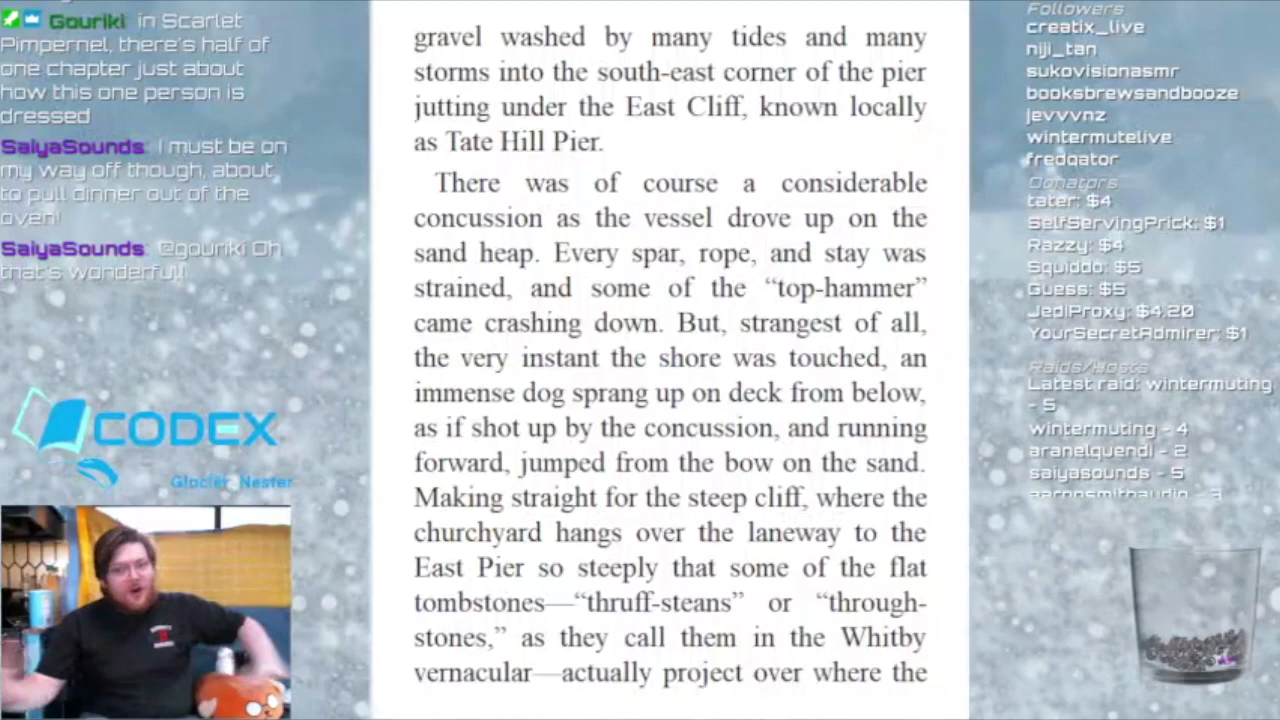 Gouriki: in Scarlet
Pimpernel, there's half of
one chapter just about
how this one person is
dressed
SaiyaSounds: I must be on
my way off though, about
to pull dinner out of the
oven!
SaiyaSounds: @gouriki Oh
that's wonderful!
CODEX
Glacier Nester
gravel washed by many tides and many
storms into the south-east corner of the pier
jutting under the East Cliff, known locally
as Tate Hill Pier.
There was of course a considerable
concussion as the vessel drove up on the
sand heap. Every spar, rope, and stay was
strained, and some of the “top-hammer”
came crashing down. But, strangest of all,
the very instant the shore was touched, an
immense dog sprang up on deck from below,
as if shot up by the concussion, and running
forward, jumped from the bow on the sand.
Making straight for the steep cliff, where the
churchyard hangs over the laneway to the
East Pier so steeply that some of the flat
tombstones—“thruff-steans” or “through-
stones,” as they call them in the Whitby
vernacular—actually project over where the
Followers
creatix_live
niji_tan
sukovisionasmr
booksbrewsandbooze
jevvvnz
wintermutelive
fredgator
Donators
tater: $4
SelfServingPrick: $1
Razzy: $4
Squiddo: $5
Guess: $5
JediProxy: $4.20
YourSecretAdmirer: $1
Raids/Hosts
Latest raid: wintermuting
- 5
wintermuting - 4
aranelquendi - 2
saiyasounds - 5
aaronsmithaudio - 3